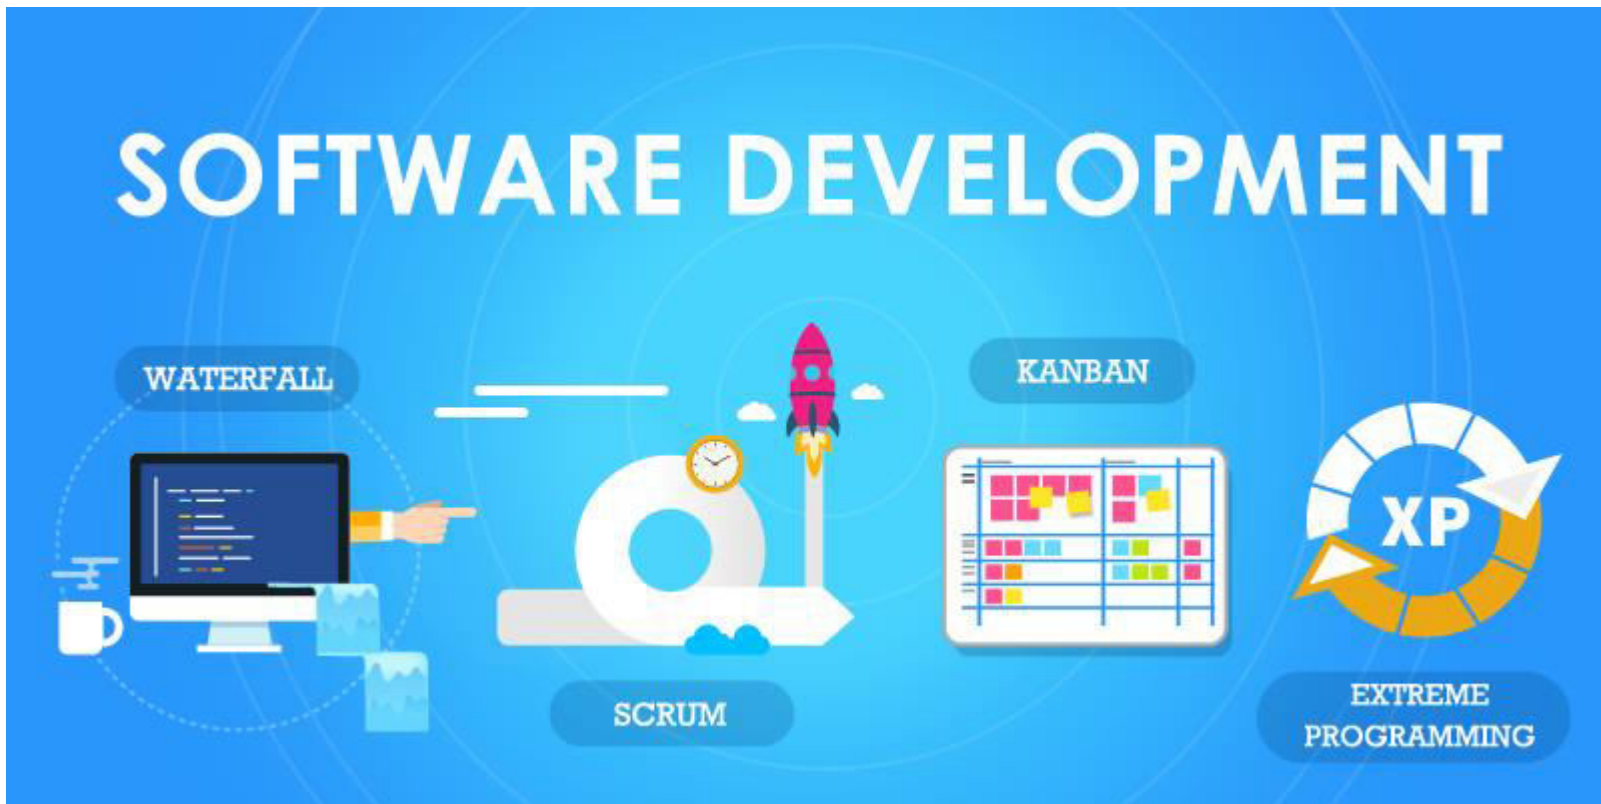 SOFTWARE DEVELOPMENT
WATERFALL
KANBAN
XP
SCRUM
EXTREME
PROGRAMMING